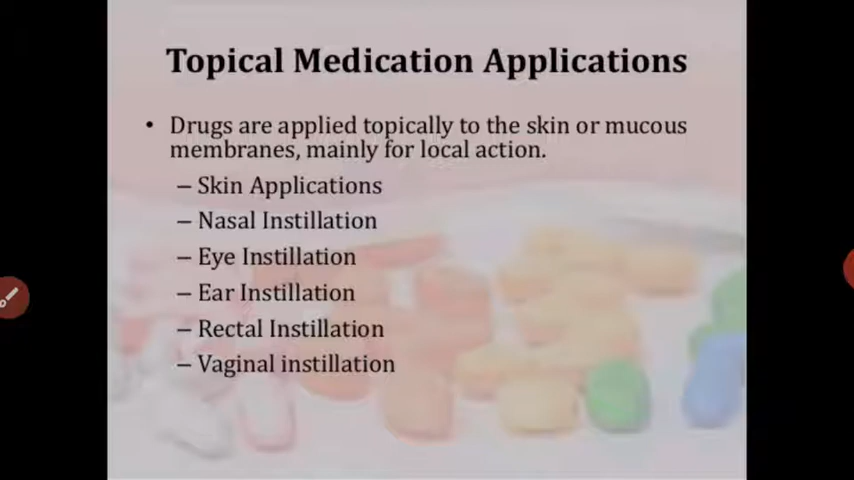 Topical Medication Applications
• Drugs are applied topically to the skin or mucous
membranes, mainly for local action.
– Skin Applications
– Nasal Instillation
– Eye Instillation
– Ear Instillation
– Rectal Instillation
– Vaginal instillation